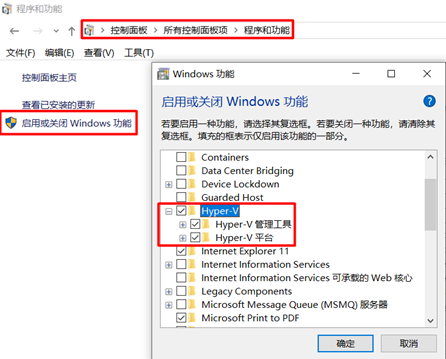 程序和功能
控制面板 > 所有控制面板项 > 程序和功能
文件(F) 编辑(E) 查看(V) 工具(T)
控制面板主页
查看已安装的更新
启用或关闭 Windows 功能
Windows 功能
启用或关闭 Windows 功能
若要启用一种功能，请选择其复选框。若要关闭一种功能，请清除其
复选框。填充的框表示仅启用该功能的一部分。
Containers
Data Center Bridging
Device Lockdown
Guarded Host
Hyper-V
Hyper-V 管理工具
Hyper-V 平台
Internet Explorer 11
Internet Information Services
Internet Information Services 可承载的 Web 核心
Legacy Components
Microsoft Message Queue (MSMQ) 服务器
Microsoft Print to PDF
确定 取消